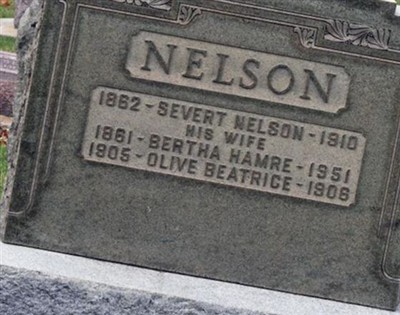 NELSON
1862 - SEVERT NELSON - 1910
HIS WIFE
1861 - BERTHA HAMRE - 1951
1905 - OLIVE BEATRICE - 1906